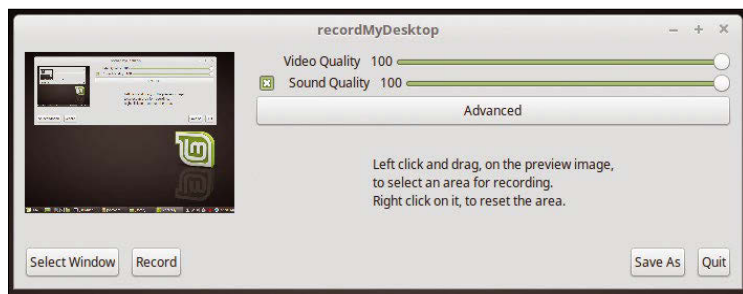 recordMyDesktop
Video Quality 100
Sound Quality 100
Advanced
Left click and drag, on the preview image,
to select an area for recording.
Right click on it, to reset the area.
Select Window Record Save As Quit